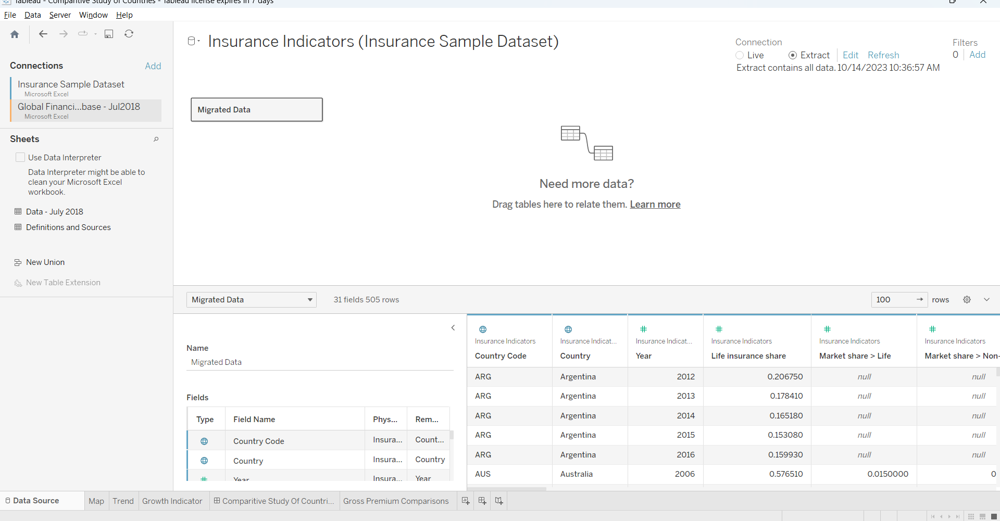 Tableau - Comparitive Study of Countries - Tableau license expires in 7 days
File Data Server Window Help
Insurance Indicators (Insurance Sample Dataset)
Connection
Live Extract Edit Refresh
Extract contains all data. 10/14/2023 10:36:57 AM
Filters
0 Add
Connections Add
Insurance Sample Dataset
Microsoft Excel
Global Financi...base - Jul2018
Microsoft Excel
Sheets
Use Data Interpreter
Data Interpreter might be able to
clean your Microsoft Excel
workbook.
Data - July 2018
Definitions and Sources
New Union
New Table Extension
Migrated Data
Need more data?
Drag tables here to relate them. Learn more
Migrated Data 31 fields 505 rows 100 rows
Name
Migrated Data
Fields
Type Field Name Phys... Rem...
Country Code Insura... Count...
Country Insura... Country
Year Insura... Year
Insurance Indicators Insurance Indicat... Insurance Indicat... Insurance Indicators Insurance Indicators Insurance Indicators
Country Code Country Year Life insurance share Market share > Life Market share > Non-
ARG Argentina 2012 0.206750 null null
ARG Argentina 2013 0.178410 null null
ARG Argentina 2014 0.165180 null null
ARG Argentina 2015 0.153080 null null
ARG Argentina 2016 0.159930 null null
AUS Australia 2006 0.576510 0.0150000 0
Data Source Map Trend Growth Indicator Comparitive Study Of Countri... Gross Premium Comparisons